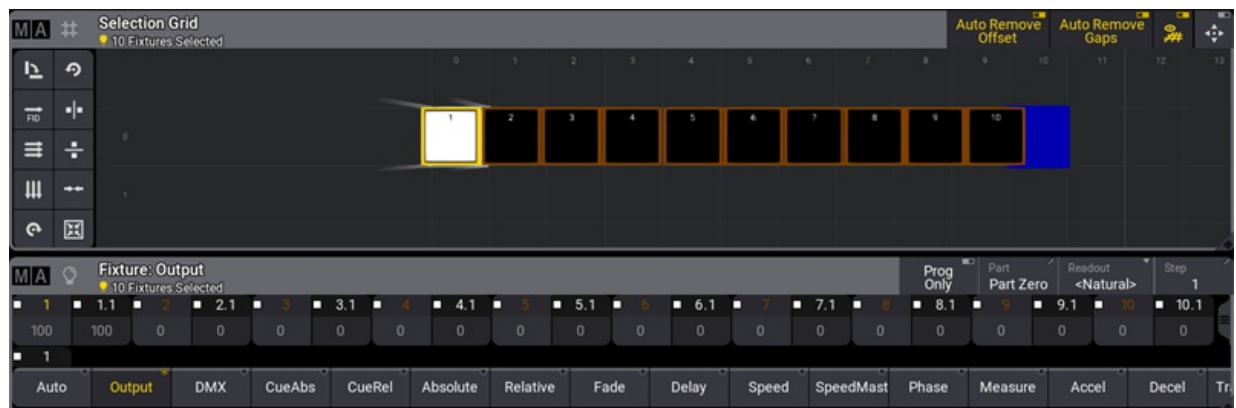 MA Selection Grid Auto Remove Offset Auto Remove Gaps
10 Fixtures Selected
0 1 2 3 4 5 6 7 8 9 10 11 12 13
1 2 3 4 5 6 7 8 9 10
FID
0
1
MA Fixture: Output Prog Only Part Part Zero Readout <Natural> Step 1
10 Fixtures Selected
1 1.1 2 2.1 3 3.1 4 4.1 5 5.1 6 6.1 7 7.1 8 8.1 9 9.1 10 10.1
100 100 0 0 0 0 0 0 0 0 0 0 0 0 0 0 0 0 0 0
1
Auto Output DMX CueAbs CueRel Absolute Relative Fade Delay Speed SpeedMast Phase Measure Accel Decel